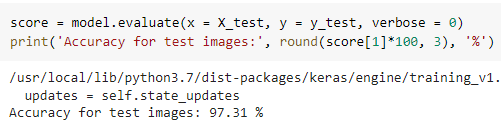 score = model.evaluate(x = X_test, y = y_test, verbose = 0)
print('Accuracy for test images:', round(score[1]*100, 3), '%')
/usr/local/lib/python3.7/dist-packages/keras/engine/training_v1.
  updates = self.state_updates
Accuracy for test images: 97.31 %